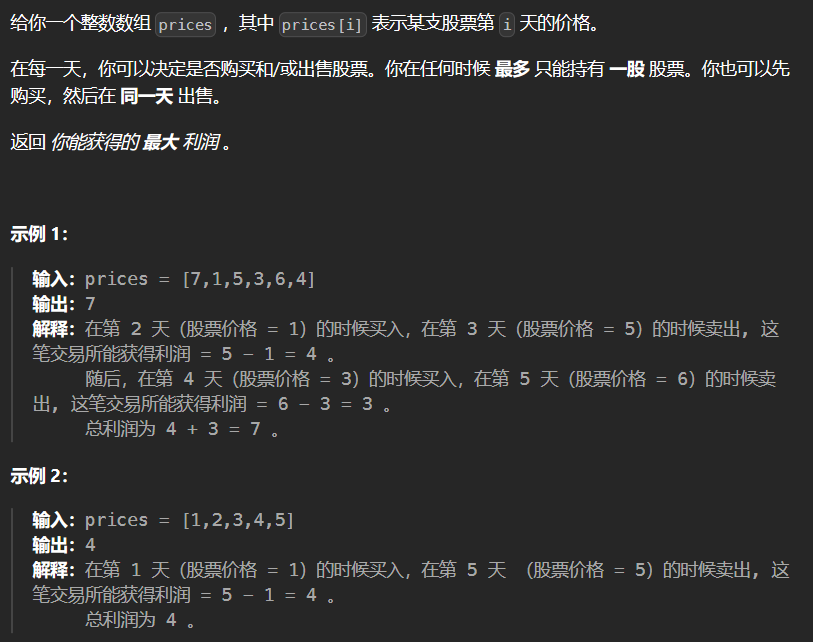 给你一个整数数组 prices ，其中 prices[i] 表示某支股票第 i 天的价格。
在每一天，你可以决定是否购买和/或出售股票。你在任何时候 最多 只能持有 一股 股票。你也可以先
购买，然后在 同一天 出售。
返回 你能获得的 最大 利润 。
示例 1：
输入：prices = [7,1,5,3,6,4]
输出：7
解释：在第 2 天（股票价格 = 1）的时候买入，在第 3 天（股票价格 = 5）的时候卖出, 这
笔交易所能获得利润 = 5 - 1 = 4 。
随后，在第 4 天（股票价格 = 3）的时候买入，在第 5 天（股票价格 = 6）的时候卖
出, 这笔交易所能获得利润 = 6 - 3 = 3 。
总利润为 4 + 3 = 7 。
示例 2：
输入：prices = [1,2,3,4,5]
输出：4
解释：在第 1 天（股票价格 = 1）的时候买入，在第 5 天 （股票价格 = 5）的时候卖出, 这
笔交易所能获得利润 = 5 - 1 = 4 。
总利润为 4 。